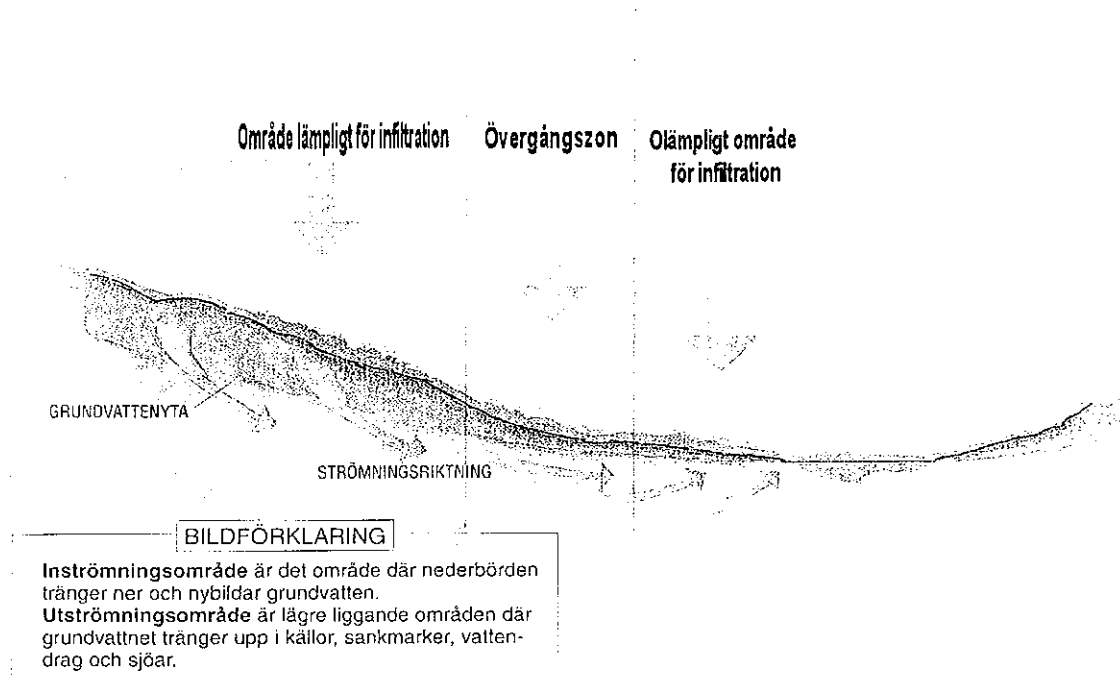 Område lämpligt för infiltration
Övergångszon
Olämpligt område
för infiltration
GRUNDVATTENYTA
STRÖMNINGSRIKTNING
BILDFÖRKLARING
Inströmningsområde är det område där nederbörden
tränger ner och nybildar grundvatten.
Utströmningsområde är lägre liggande områden där
grundvattnet tränger upp i källor, sankmarker, vatten-
drag och sjöar.